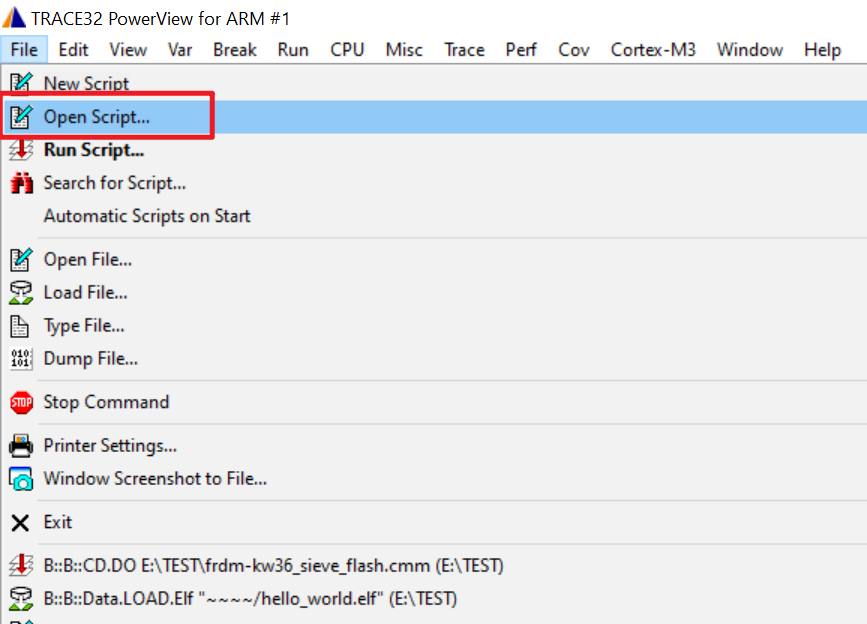 TRACE32 PowerView for ARM #1
File Edit View Var Break Run CPU Misc Trace Perf Cov Cortex-M3 Window Help
New Script
Open Script...
Run Script...
Search for Script...
Automatic Scripts on Start
Open File...
Load File...
Type File...
010
101
Dump File...
STOP
Stop Command
Printer Settings...
Window Screenshot to File...
Exit
B::B::CD.DO E:\TEST\frdm-kw36_sieve_flash.cmm (E:\TEST)
B::B::Data.LOAD.Elf "~~~~/hello_world.elf" (E:\TEST)